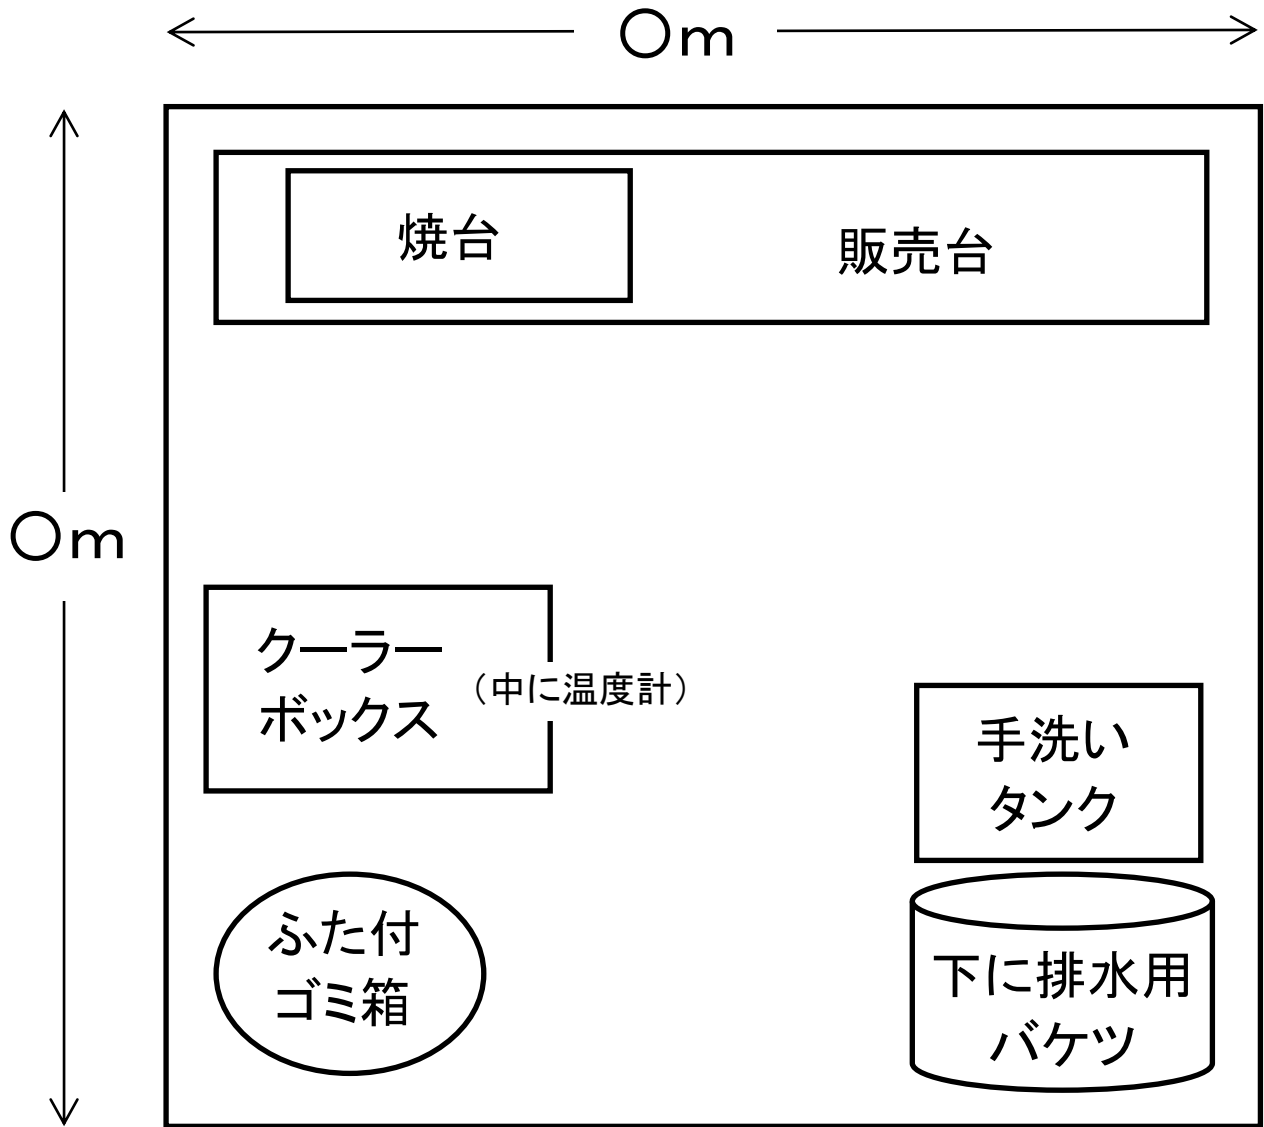 〇m
焼台
販売台
〇m
クーラー
ボックス
（中に温度計）
手洗い
タンク
ふた付
ゴミ箱
下に排水用
バケツ